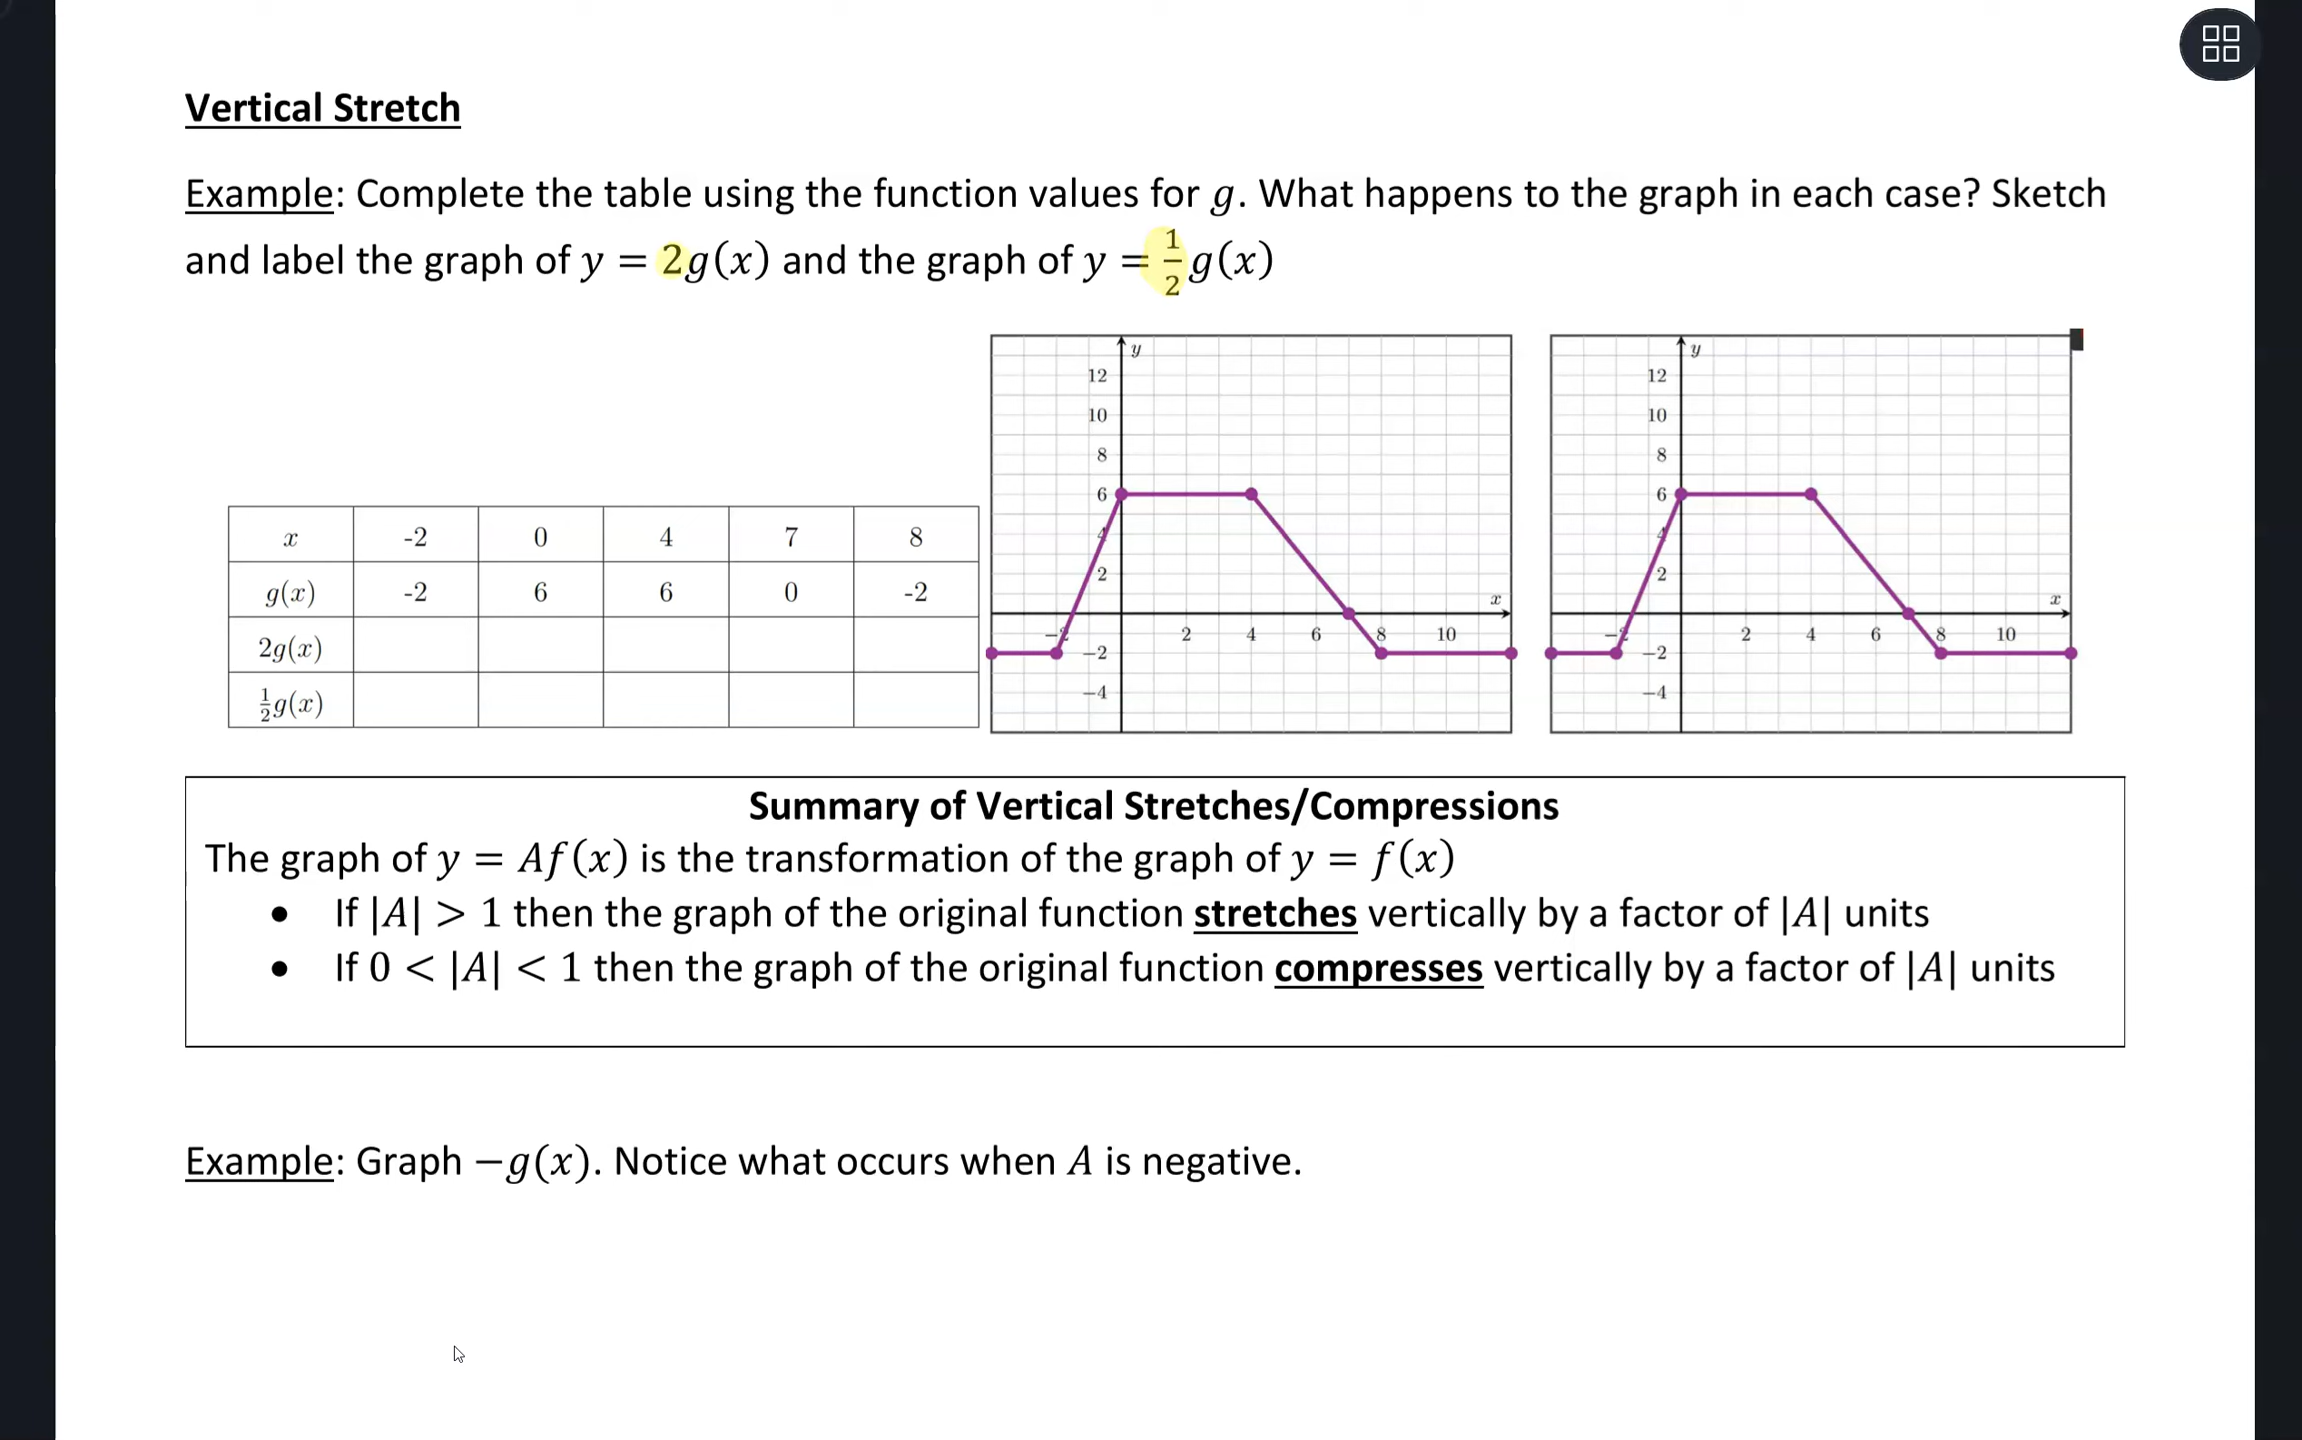 Vertical Stretch
Example: Complete the table using the function values for g. What happens to the graph in each case? Sketch
and label the graph of y = 2g(x) and the graph of y = 1/2 g(x)
x -2 0 4 7 8
g(x) -2 6 6 0 -2
2g(x)
1/2 g(x)
y
12
10
8
6
4
2
x
−2 2 4 6 8 10
−2
−4
y
12
10
8
6
4
2
x
−2 2 4 6 8 10
−2
−4
Summary of Vertical Stretches/Compressions
The graph of y = Af(x) is the transformation of the graph of y = f(x)
• If |A| > 1 then the graph of the original function stretches vertically by a factor of |A| units
• If 0 < |A| < 1 then the graph of the original function compresses vertically by a factor of |A| units
Example: Graph −g(x). Notice what occurs when A is negative.